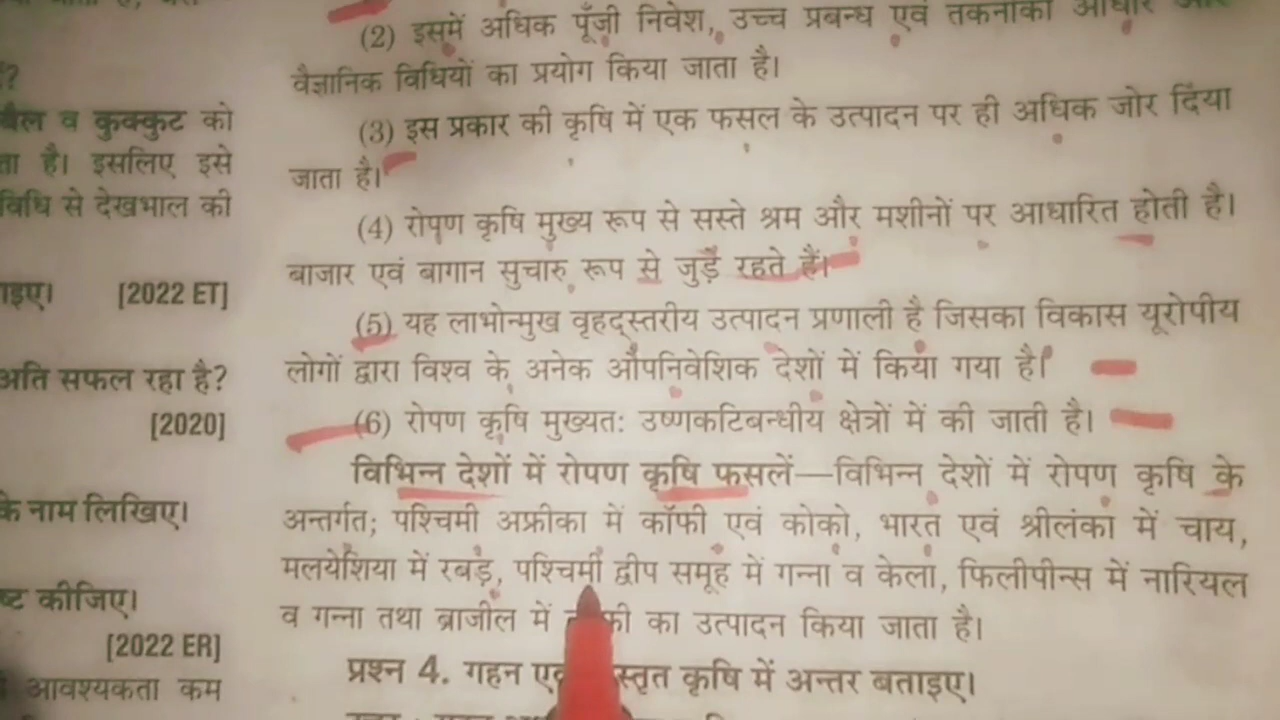 (2) इसमें अधिक पूँजी निवेश, उच्च प्रबन्ध एवं तकनीकी आधार और
वैज्ञानिक विधियों का प्रयोग किया जाता है।
(3) इस प्रकार की कृषि में एक फसल के उत्पादन पर ही अधिक जोर दिया
जाता है।
(4) रोपण कृषि मुख्य रूप से सस्ते श्रम और मशीनों पर आधारित होती है।
बाजार एवं बागान सुचारु रूप से जुड़े रहते हैं।
(5) यह लाभोन्मुख वृहद्स्तरीय उत्पादन प्रणाली है जिसका विकास यूरोपीय
लोगों द्वारा विश्व के अनेक औपनिवेशिक देशों में किया गया है।
(6) रोपण कृषि मुख्यतः उष्णकटिबन्धीय क्षेत्रों में की जाती है।
विभिन्न देशों में रोपण कृषि फसलें—विभिन्न देशों में रोपण कृषि के
अन्तर्गत; पश्चिमी अफ्रीका में कॉफी एवं कोको, भारत एवं श्रीलंका में चाय,
मलयेशिया में रबड़, पश्चिमी द्वीप समूह में गन्ना व केला, फिलीपीन्स में नारियल
व गन्ना तथा ब्राजील में का उत्पादन किया जाता है।
प्रश्न 4. गहन कृषि में अन्तर बताइए।
?
व कुक्कुट को
है। इसलिए इसे
विधि से देखभाल की
[2022 ET]
अति सफल रहा है?
[2020]
के नाम लिखिए।
कीजिए।
[2022 ER]
आवश्यकता कम